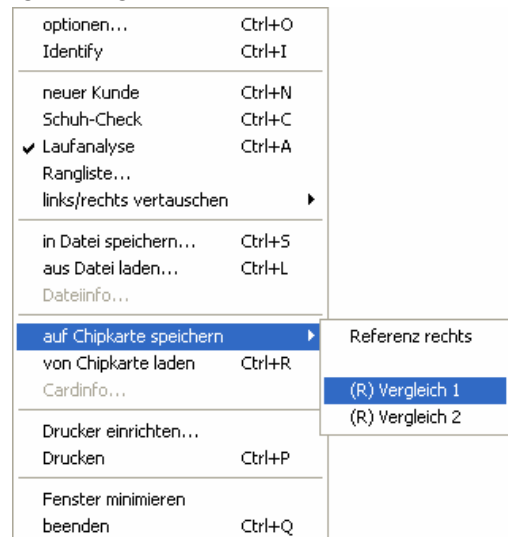 optionen... Ctrl+O
Identify Ctrl+I
neuer Kunde Ctrl+N
Schuh-Check Ctrl+C
Laufanalyse Ctrl+A
Rangliste...
links/rechts vertauschen
in Datei speichern... Ctrl+S
aus Datei laden... Ctrl+L
Dateiinfo...
auf Chipkarte speichern
Referenz rechts
von Chipkarte laden Ctrl+R
Cardinfo...
(R) Vergleich 1
(R) Vergleich 2
Drucker einrichten...
Drucken Ctrl+P
Fenster minimieren
beenden Ctrl+Q